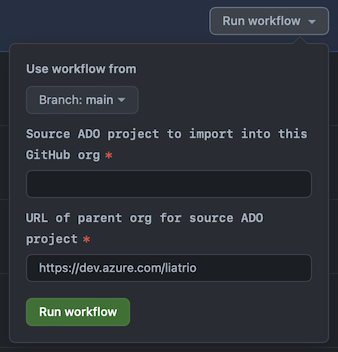 Run workflow
Use workflow from
Branch: main
Source ADO project to import into this
GitHub org *
URL of parent org for source ADO
project *
https://dev.azure.com/liatrio
Run workflow